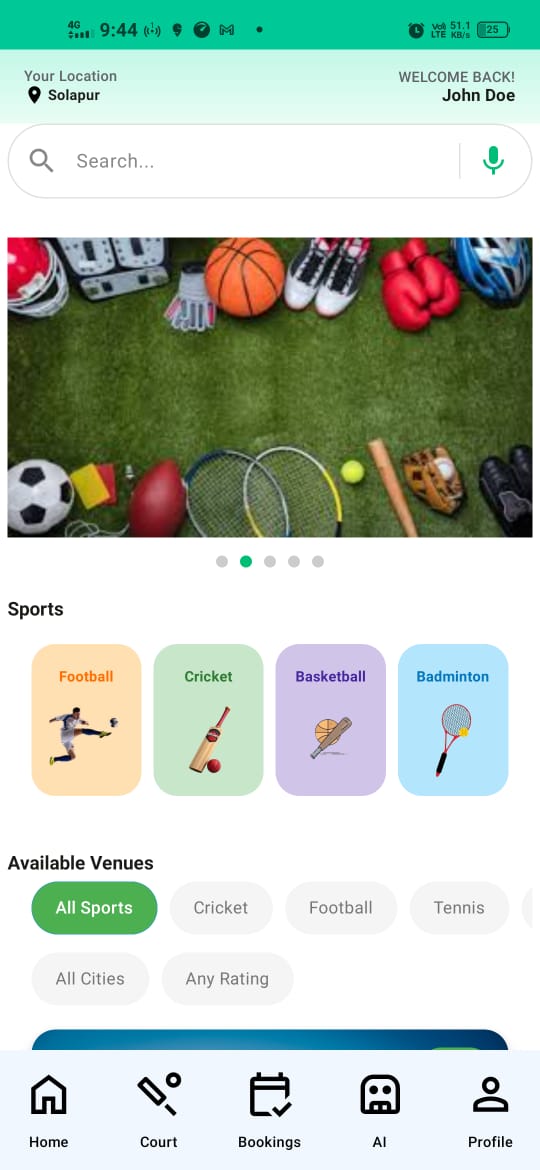 4G 9:44 Vo) LTE 51.1 KB/s 25
Your Location
WELCOME BACK!
Solapur
John Doe
Search...
Sports
Football Cricket Basketball Badminton
Available Venues
All Sports Cricket Football Tennis
All Cities Any Rating
Home Court Bookings AI Profile